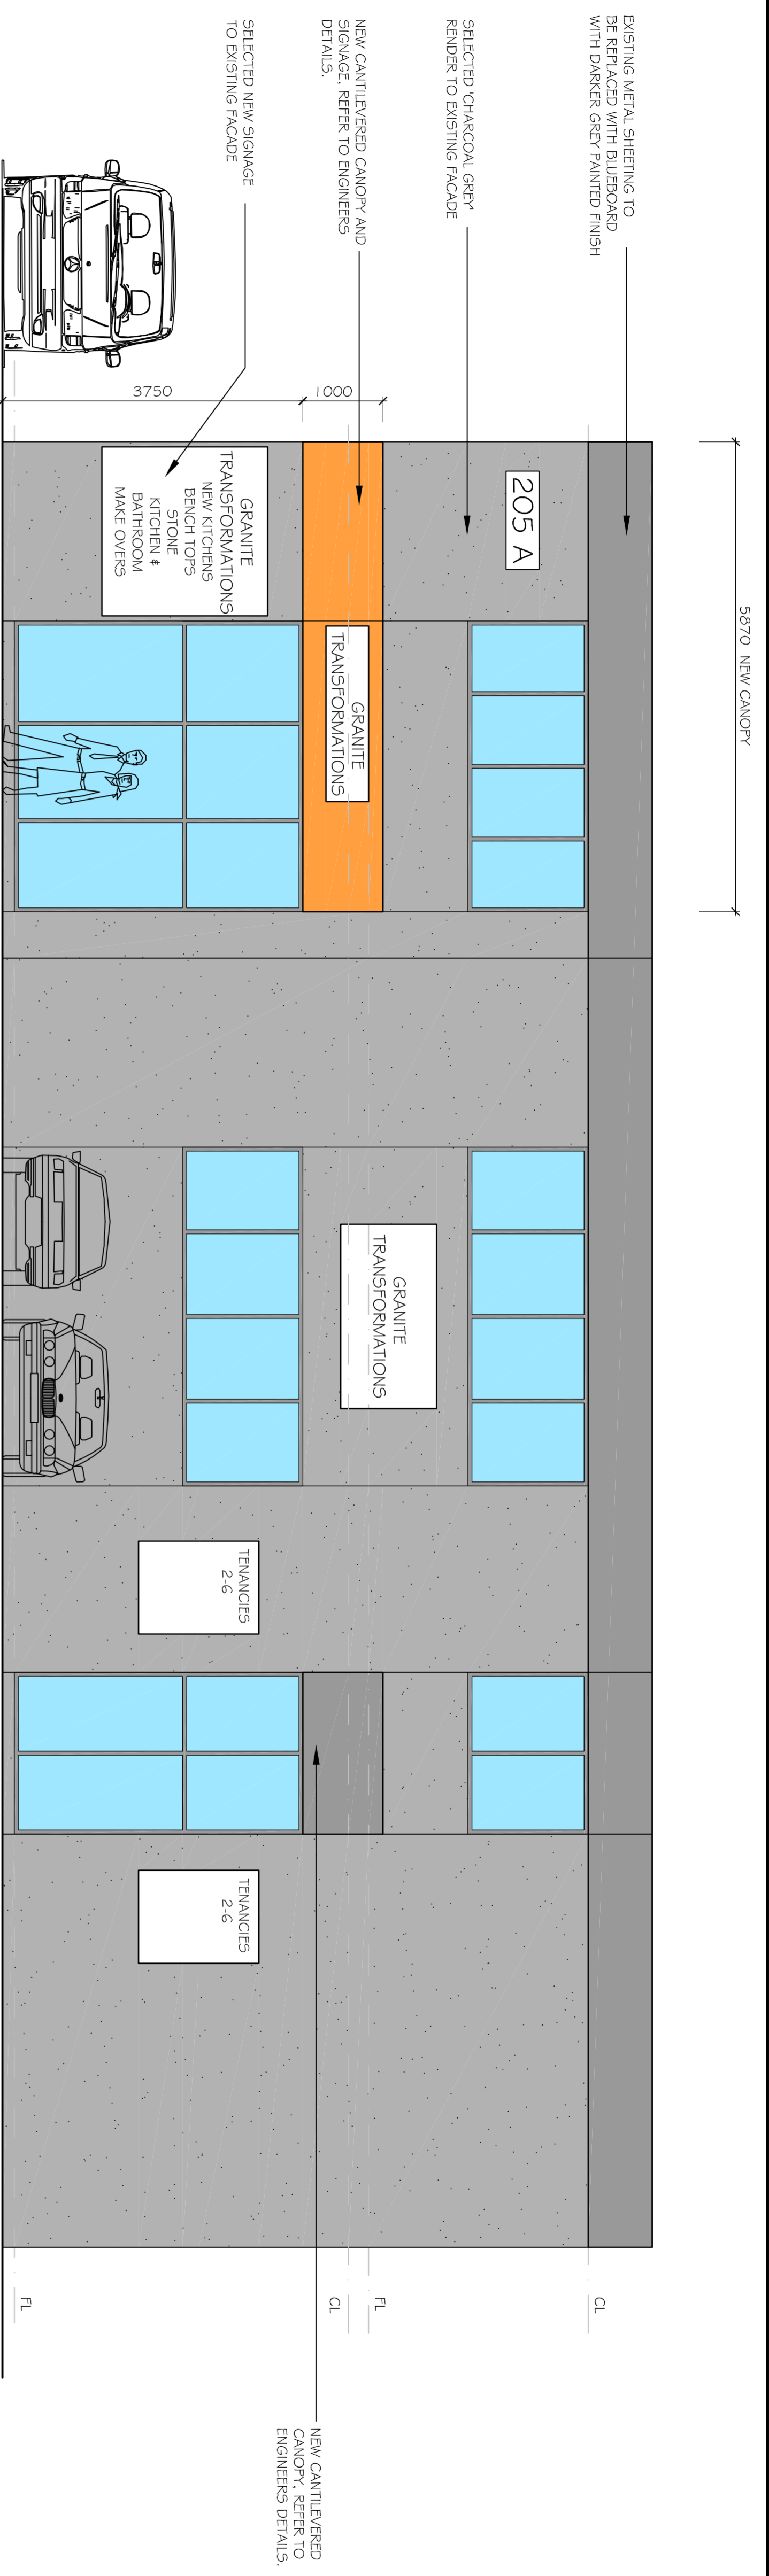 EXISTING METAL SHEETING TO
BE REPLACED WITH BLUEBOARD
WITH DARKER GREY PAINTED FINISH
SELECTED 'CHARCOAL GREY'
RENDER TO EXISTING FACADE
NEW CANTILEVERED CANOPY AND
SIGNAGE, REFER TO ENGINEERS
DETAILS.
SELECTED NEW SIGNAGE
TO EXISTING FACADE
5870 NEW CANOPY
1000
3750
205 A
GRANITE
TRANSFORMATIONS
GRANITE
TRANSFORMATIONS
NEW KITCHENS
BENCH TOPS
STONE
KITCHEN &
BATHROOM
MAKE OVERS
GRANITE
TRANSFORMATIONS
TENANCIES
2-6
TENANCIES
2-6
CL
FL
CL
FL
NEW CANTILEVERED
CANOPY, REFER TO
ENGINEERS DETAILS.